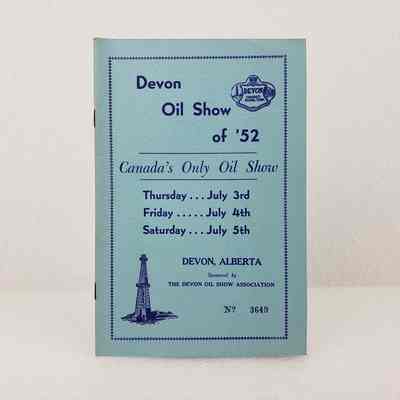 Devon
DEVON
Oil Show
of '52
Canada's Only Oil Show
Thursday . . . July 3rd
Friday . . . . . July 4th
Saturday . . July 5th
DEVON, ALBERTA
Sponsored by
THE DEVON OIL SHOW ASSOCIATION
Nº 3649